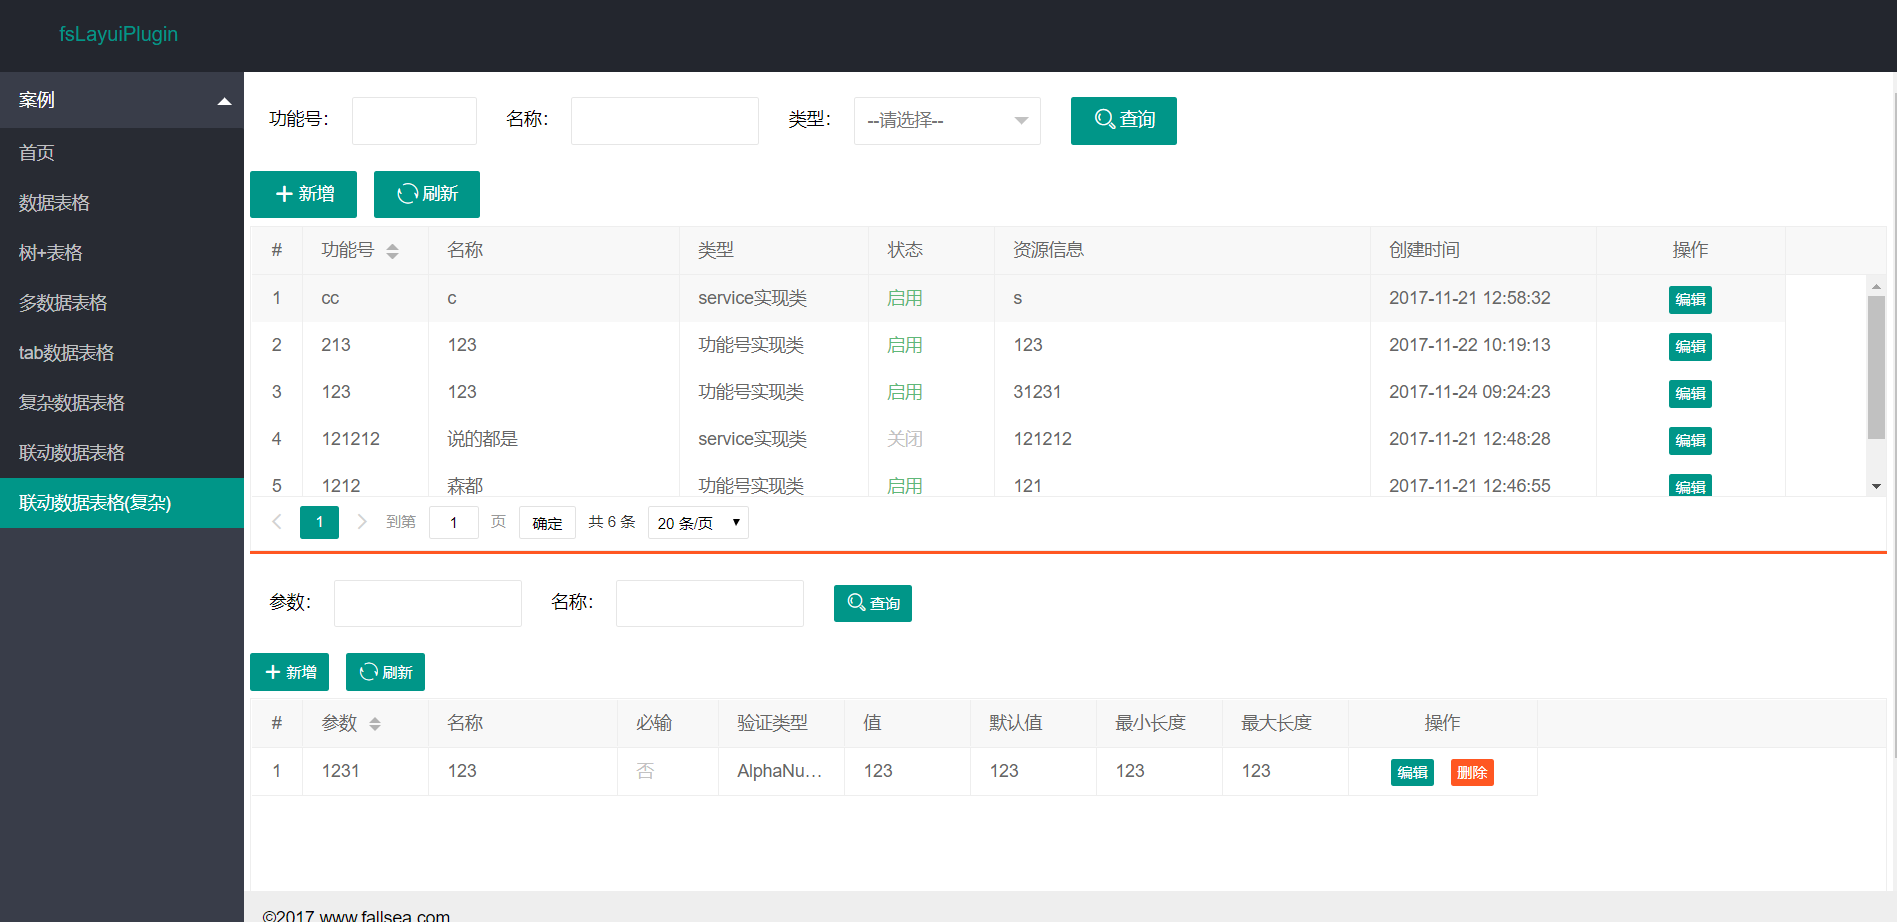 fsLayuiPlugin
案例
首页
数据表格
树+表格
多数据表格
tab数据表格
复杂数据表格
联动数据表格
联动数据表格(复杂)
功能号： 名称： 类型： --请选择-- 查询
新增 刷新
# 功能号 名称 类型 状态 资源信息 创建时间 操作
1 cc c service实现类 启用 s 2017-11-21 12:58:32 编辑
2 213 123 功能号实现类 启用 123 2017-11-22 10:19:13 编辑
3 123 123 功能号实现类 启用 31231 2017-11-24 09:24:23 编辑
4 121212 说的都是 service实现类 关闭 121212 2017-11-21 12:48:28 编辑
5 1212 森都 功能号实现类 启用 121 2017-11-21 12:46:55 编辑
1 到第 1 页 确定 共 6 条 20 条/页
参数： 名称： 查询
新增 刷新
# 参数 名称 必输 验证类型 值 默认值 最小长度 最大长度 操作
1 1231 123 否 AlphaNu... 123 123 123 123 编辑 删除
©2017 www.fallsea.com